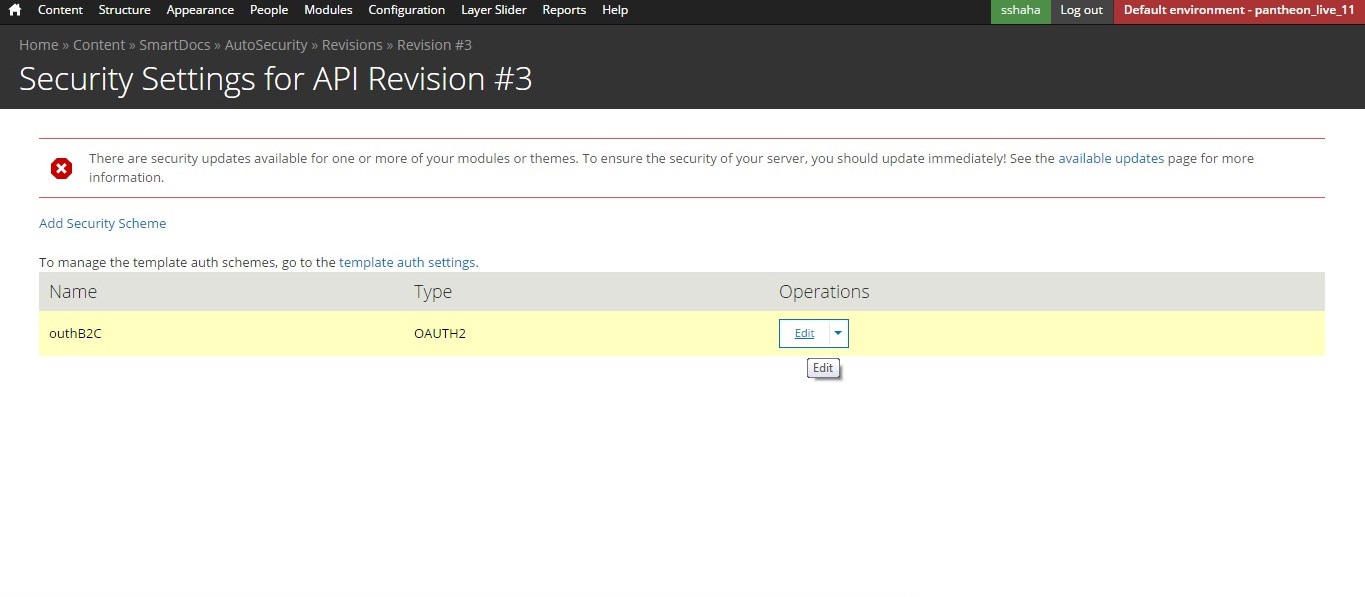 Content Structure Appearance People Modules Configuration Layer Slider Reports Help sshaha Log out Default environment - pantheon_live_11
Home » Content » SmartDocs » AutoSecurity » Revisions » Revision #3
Security Settings for API Revision #3
There are security updates available for one or more of your modules or themes. To ensure the security of your server, you should update immediately! See the available updates page for more
information.
Add Security Scheme
To manage the template auth schemes, go to the template auth settings.
Name Type Operations
outhB2C OAUTH2 Edit
Edit